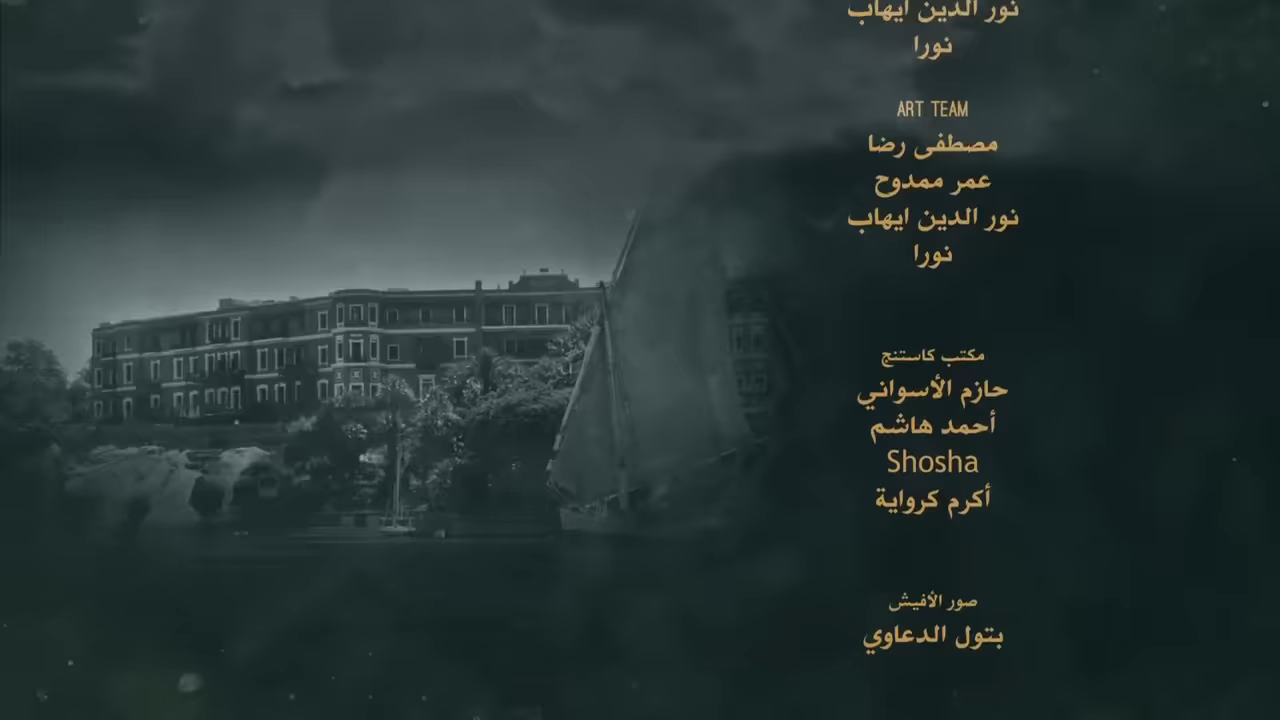 نور الدين ايهاب
نورا
ART TEAM
مصطفى رضا
عمر ممدوح
نور الدين ايهاب
نورا
مكتب كاستنج
حازم الأسواني
أحمد هاشم
Shosha
أكرم كرواية
صور الأفيش
بتول الدعاوي